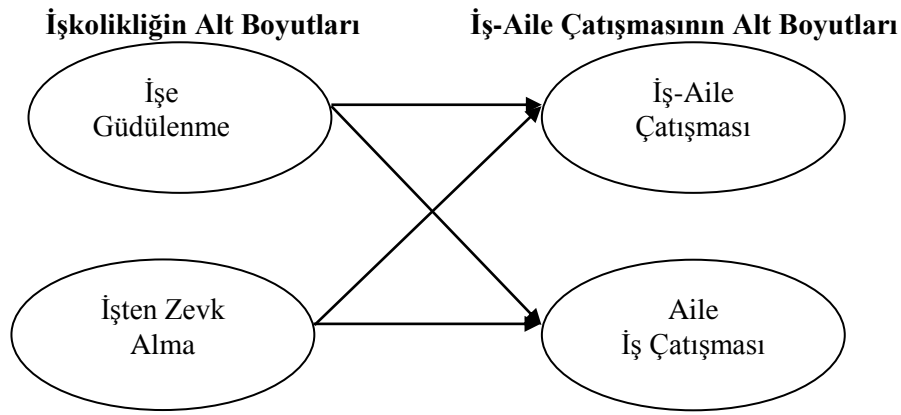 İşkolikliğin Alt Boyutları
İş-Aile Çatışmasının Alt Boyutları
İşe
Güdülenme
İş-Aile
Çatışması
İşten Zevk
Alma
Aile
İş Çatışması